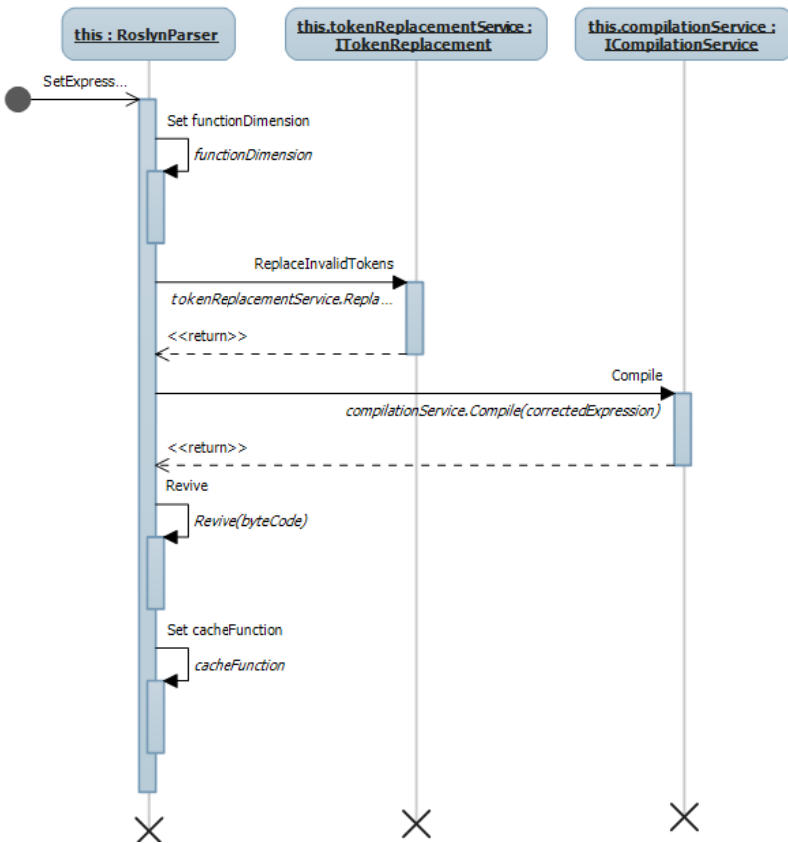 this : RoslynParser
this.tokenReplacementService :
ITokenReplacement
this.compilationService :
ICompilationService
SetExpress...
Set functionDimension
functionDimension
ReplaceInvalidTokens
tokenReplacementService.Repla...
<<return>>
Compile
compilationService.Compile(correctedExpression)
<<return>>
Revive
Revive(byteCode)
Set cacheFunction
cacheFunction